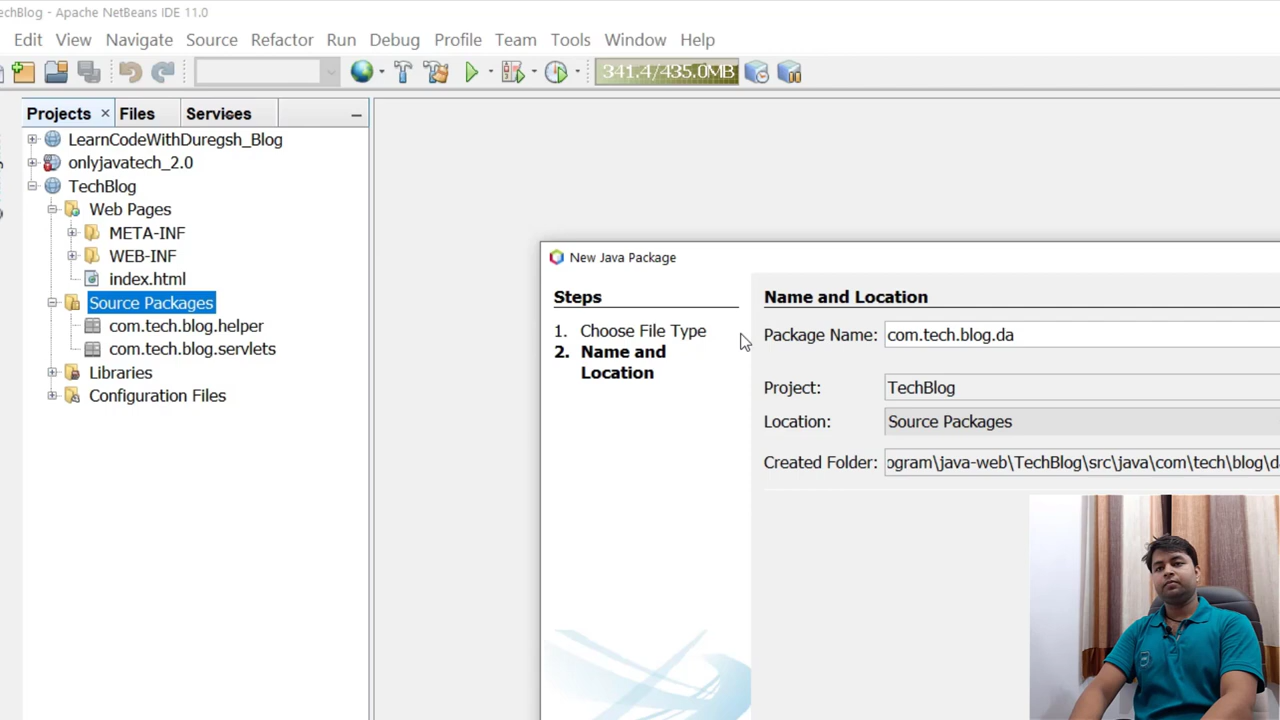 echBlog - Apache NetBeans IDE 11.0
Edit View Navigate Source Refactor Run Debug Profile Team Tools Window Help
341.4/435.0MB
Projects × Files Services
LearnCodeWithDuregsh_Blog
onlyjavatech_2.0
TechBlog
Web Pages
META-INF
WEB-INF
index.html
Source Packages
com.tech.blog.helper
com.tech.blog.servlets
Libraries
Configuration Files
New Java Package
Steps
1. Choose File Type
2. Name and
Location
Name and Location
Package Name: com.tech.blog.da
Project: TechBlog
Location: Source Packages
Created Folder: ogram\java-web\TechBlog\src\java\com\tech\blog\d